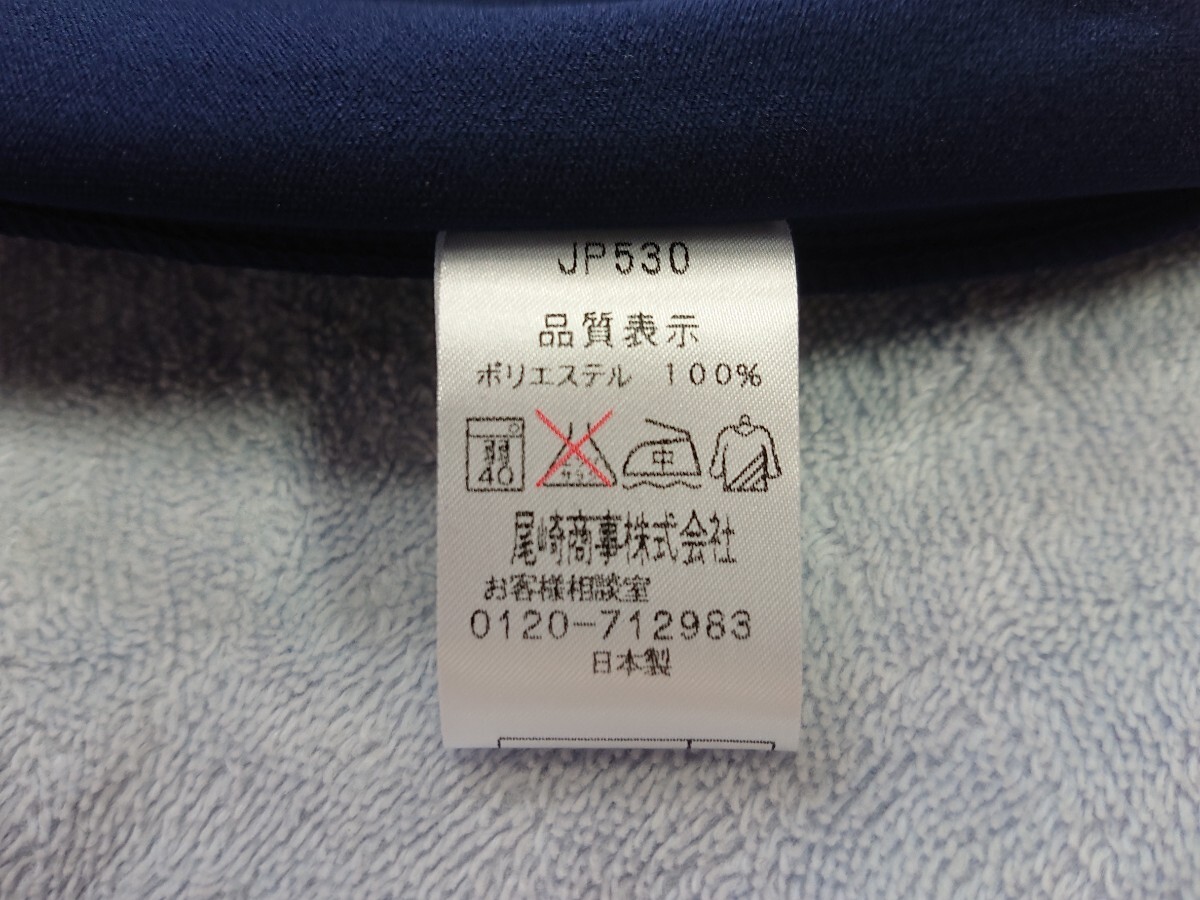 JP530
品質表示
ポリエステル 100%
40 中
尾崎商事株式会社
お客様相談室
0120-712983
日本製